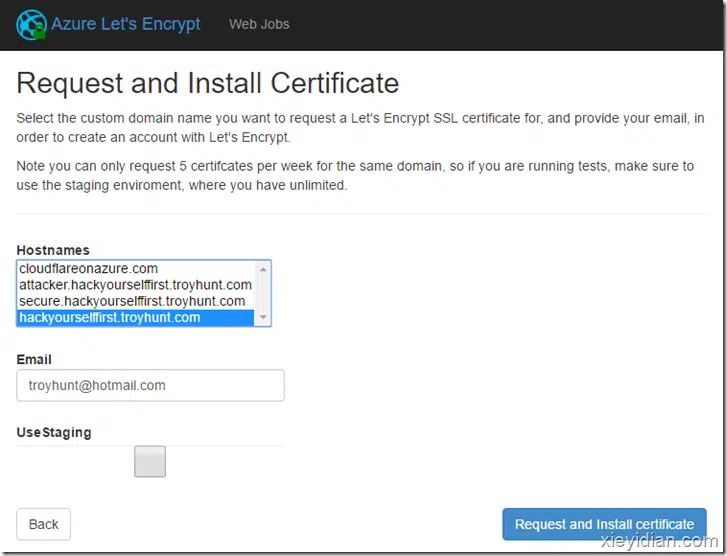 Azure Let's Encrypt Web Jobs
Request and Install Certificate
Select the custom domain name you want to request a Let's Encrypt SSL certificate for, and provide your email, in
order to create an account with Let's Encrypt.
Note you can only request 5 certifcates per week for the same domain, so if you are running tests, make sure to
use the staging enviroment, where you have unlimited.
Hostnames
cloudflareonazure.com
attacker.hackyourselffirst.troyhunt.com
secure.hackyourselffirst.troyhunt.com
hackyourselffirst.troyhunt.com
Email
troyhunt@hotmail.com
UseStaging
Back Request and Install certificate
xieyidian.com